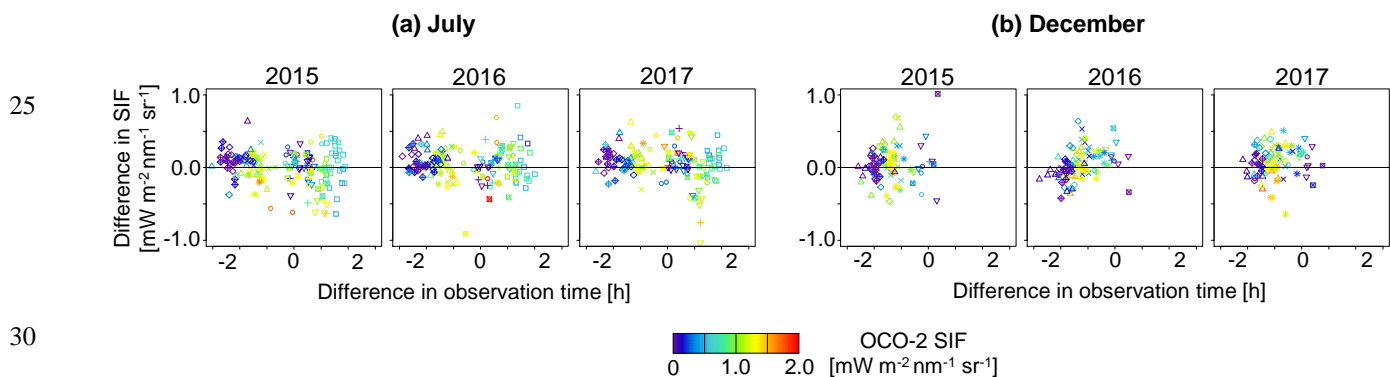 (a) July
(b) December
2015
2016
2017
2015
2016
2017
25
Difference in SIF
[mW m⁻² nm⁻¹ sr⁻¹]
1.0
0.0
-1.0
1.0
0.0
-1.0
-2 0 2
-2 0 2
-2 0 2
-2 0 2
-2 0 2
-2 0 2
Difference in observation time [h]
Difference in observation time [h]
30
OCO-2 SIF
[mW m⁻² nm⁻¹ sr⁻¹]
0 1.0 2.0